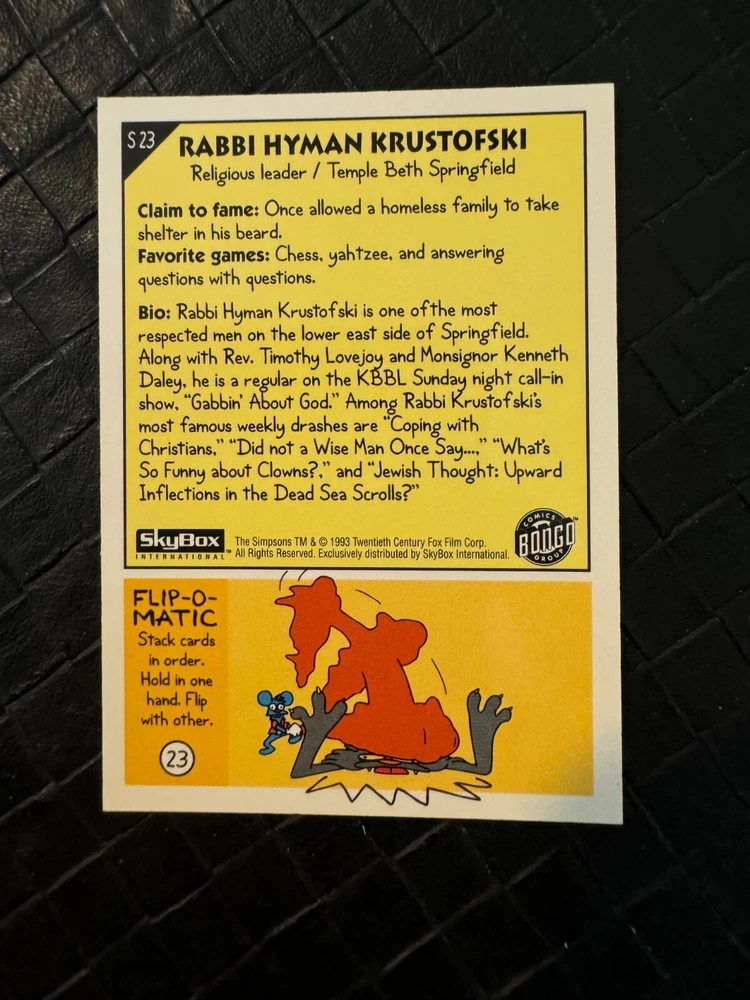 S 23
RABBI HYMAN KRUSTOFSKI
Religious leader / Temple Beth Springfield
Claim to fame: Once allowed a homeless family to take
shelter in his beard.
Favorite games: Chess, yahtzee, and answering
questions with questions.
Bio: Rabbi Hyman Krustofski is one of the most
respected men on the lower east side of Springfield.
Along with Rev. Timothy Lovejoy and Monsignor Kenneth
Daley, he is a regular on the KBBL Sunday night call-in
show, "Gabbin' About God." Among Rabbi Krustofski's
most famous weekly drashes are "Coping with
Christians," "Did not a Wise Man Once Say...," "What's
So Funny about Clowns?," and "Jewish Thought: Upward
Inflections in the Dead Sea Scrolls?"
SkyBox
INTERNATIONAL™
The Simpsons TM & © 1993 Twentieth Century Fox Film Corp.
All Rights Reserved. Exclusively distributed by SkyBox International.
COMICS
BONGO™
GROUP
FLIP-O-
MATIC
Stack cards
in order.
Hold in one
hand. Flip
with other.
23